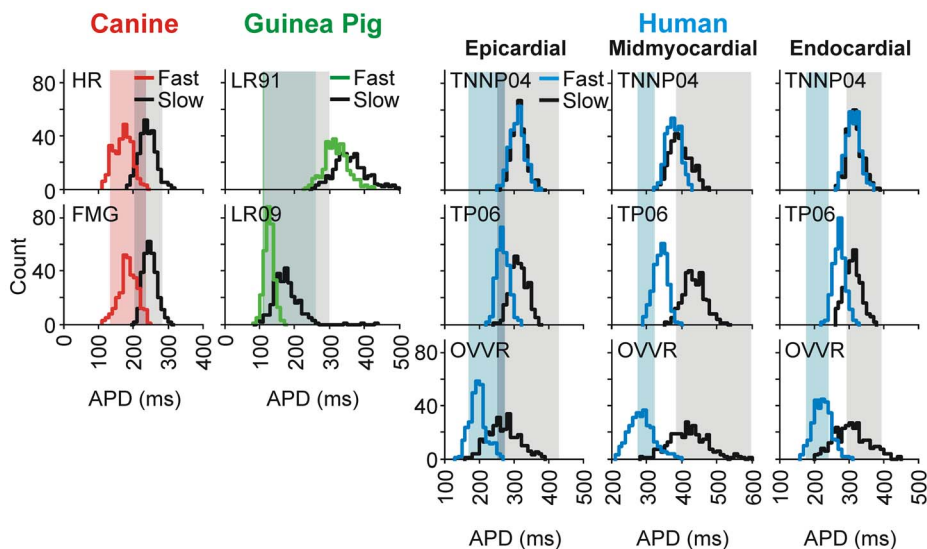 Canine
Guinea Pig
Human
Epicardial
Midmyocardial
Endocardial
80
40
0
HR
Fast
Slow
LR91
Fast
Slow
TNNP04
Fast
Slow
TNNP04
TNNP04
80
40
0
Count
FMG
LR09
TP06
TP06
TP06
0
100
200
300
400
APD (ms)
0
100
200
300
400
500
APD (ms)
80
40
0
OVVR
OVVR
OVVR
100
200
300
400
500
APD (ms)
200
300
400
500
600
APD (ms)
100
200
300
400
500
APD (ms)